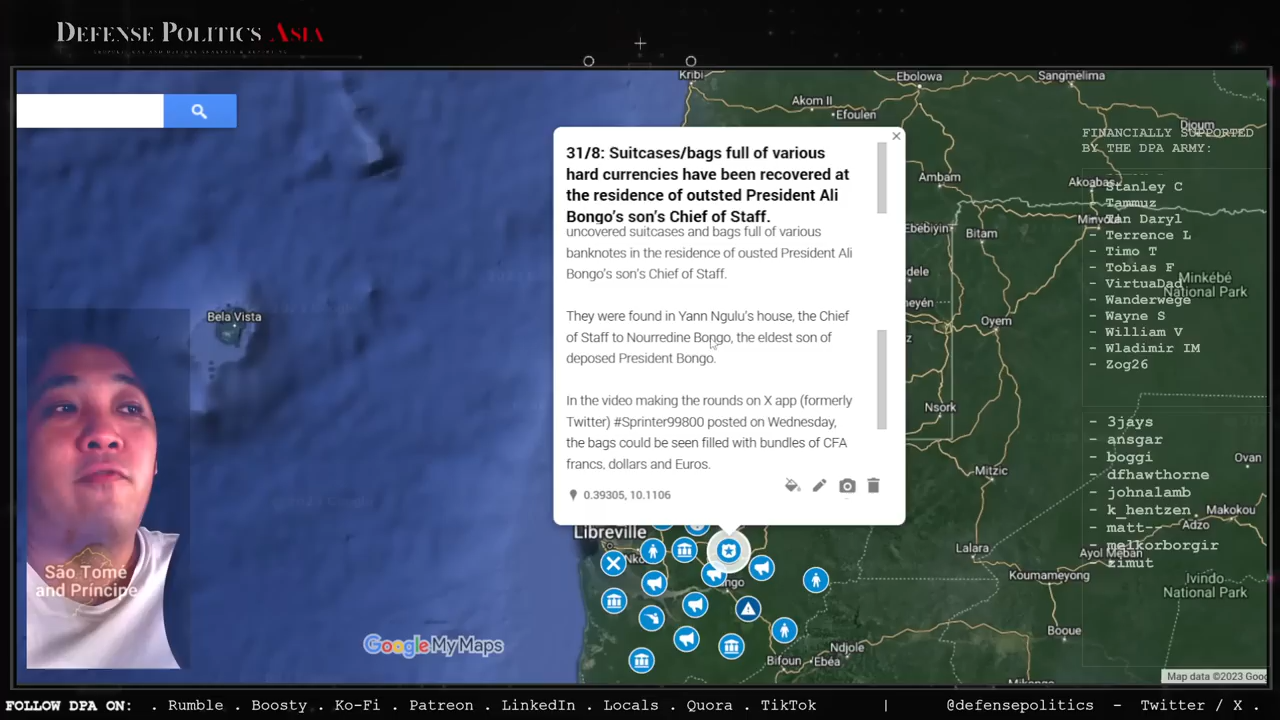 DEFENSE POLITICS ASIA
Kribi
Ebolowa
Sangmelima
Akom II
Efoulen
Djoum
FINANCIALLY SUPPORTED
BY THE DPA ARMY:
31/8: Suitcases/bags full of various
hard currencies have been recovered at
the residence of outsted President Ali
Bongo's son's Chief of Staff.
uncovered suitcases and bags full of various
banknotes in the residence of ousted President Ali
Bongo's son's Chief of Staff.
They were found in Yann Ngulu's house, the Chief
of Staff to Nourredine Bongo, the eldest son of
deposed President Bongo.
In the video making the rounds on X app (formerly
Twitter) #Sprinter99800 posted on Wednesday,
the bags could be seen filled with bundles of CFA
francs, dollars and Euros.
0.39305, 10.1106
Ambam
Akoabas
Ebebiyin
Bitam
Oyem
Nsork
Mitzic
Lalara
Koumameyong
Booue
Ndjole
Bifoun
Ebéa
Minkébé
National Park
Ovan
Makokou
Adzo
Ayol Meban
Ivindo
National Park
- Stanley C
- Tammuz
- Tan Daryl
- Terrence L
- Timo T
- Tobias F
- VirtuaDad
- Wanderwege
- Wayne S
- William V
- Wladimir IM
- Zog26
- 3jays
- ansgar
- boggi
- dfhawthorne
- johnalamb
- k_hentzen
- matt--
- melkorborgir
- zimut
Bela Vista
São Tomé
and Príncipe
Libreville
Google My Maps
Map data ©2023 Goo
FOLLOW DPA ON: . Rumble . Boosty . Ko-Fi . Patreon . LinkedIn . Locals . Quora . TikTok | @defensepolitics - Twitter / X .